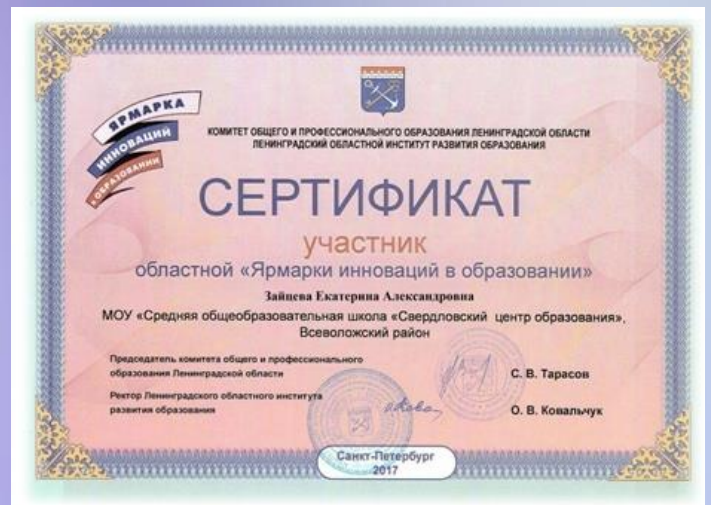 ЯРМАРКА
ИННОВАЦИЙ
в ОБРАЗОВАНИИ
КОМИТЕТ ОБЩЕГО И ПРОФЕССИОНАЛЬНОГО ОБРАЗОВАНИЯ ЛЕНИНГРАДСКОЙ ОБЛАСТИ
ЛЕНИНГРАДСКИЙ ОБЛАСТНОЙ ИНСТИТУТ РАЗВИТИЯ ОБРАЗОВАНИЯ
СЕРТИФИКАТ
участник
областной «Ярмарки инноваций в образовании»
Зайцева Екатерина Александровна
МОУ «Средняя общеобразовательная школа «Свердловский центр образования»,
Всеволожский район
Председатель комитета общего и профессионального
образования Ленинградской области
С. В. Тарасов
Ректор Ленинградского областного института
развития образования
О. В. Ковальчук
Санкт-Петербург
2017